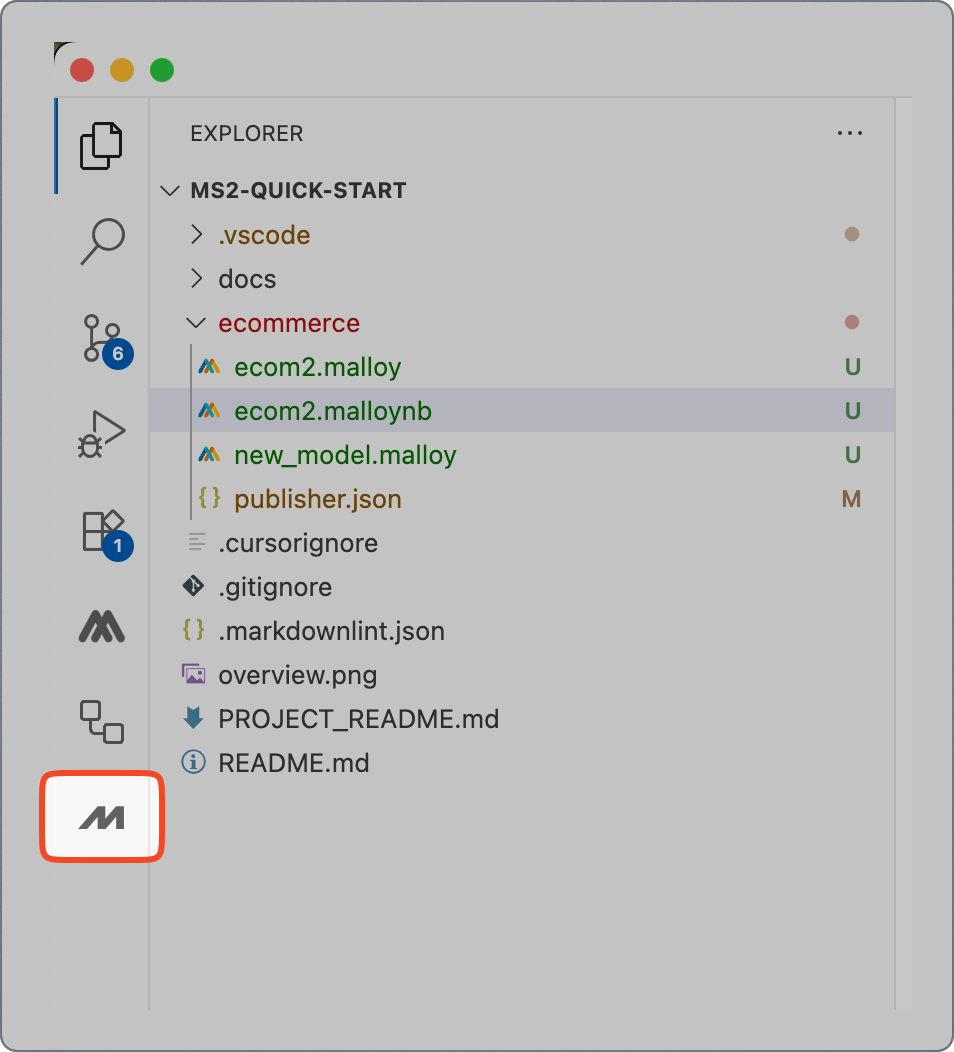 EXPLORER
MS2-QUICK-START
.vscode
docs
ecommerce
ecom2.malloy U
ecom2.malloynb U
6
new_model.malloy U
publisher.json M
.cursorignore
1
.gitignore
.markdownlint.json
overview.png
PROJECT_README.md
README.md